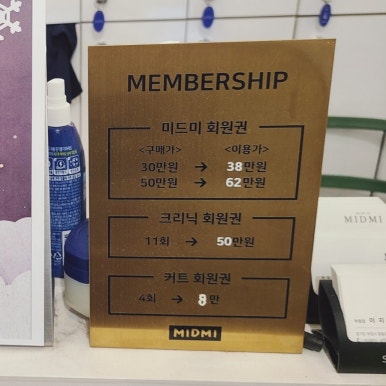 MEMBERSHIP
미드미 회원권
<구매가> <이용가>
30만원 → 38만원
50만원 → 62만원
크리닉 회원권
11회 → 50만원
커트 회원권
4회 → 8만
MIDMI
MIDMI